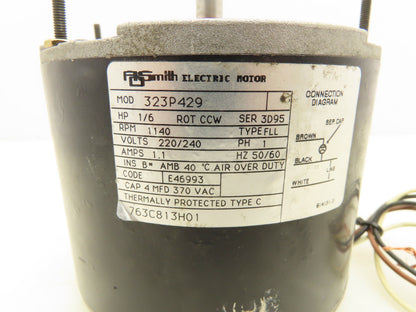 AOSmith ELECTRIC MOTOR
MOD 323P429
HP 1/6 ROT CCW SER 3D95
RPM 1140 TYPE FLL
VOLTS 220/240 PH 1
AMPS 1.1 HZ 50/60
INS B* AMB 40 °C AIR OVER DUTY
CODE E46993
CAP 4 MFD 370 VAC
THERMALLY PROTECTED TYPE C
763C813H01
CONNECTION
DIAGRAM
SEP CAP
BROWN
BLACK
LINE
WHITE